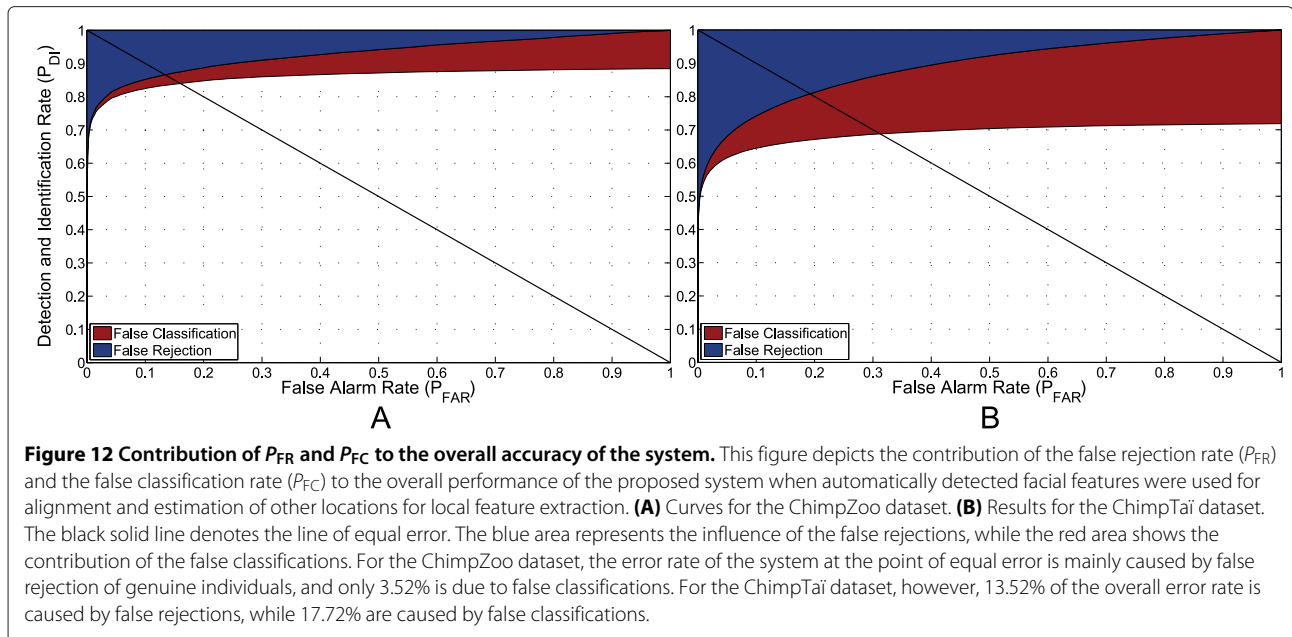 1
0.9
0.8
0.7
0.6
0.5
0.4
0.3
0.2
0.1
0
Detection and Identification Rate (P_DI)
False Classification
False Rejection
0 0.1 0.2 0.3 0.4 0.5 0.6 0.7 0.8 0.9 1
False Alarm Rate (P_FAR)
A
1
0.9
0.8
0.7
0.6
0.5
0.4
0.3
0.2
0.1
0
False Classification
False Rejection
0 0.1 0.2 0.3 0.4 0.5 0.6 0.7 0.8 0.9 1
False Alarm Rate (P_FAR)
B
Figure 12 Contribution of P_FR and P_FC to the overall accuracy of the system. This figure depicts the contribution of the false rejection rate (P_FR)
and the false classification rate (P_FC) to the overall performance of the proposed system when automatically detected facial features were used for
alignment and estimation of other locations for local feature extraction. (A) Curves for the ChimpZoo dataset. (B) Results for the ChimpTaï dataset.
The black solid line denotes the line of equal error. The blue area represents the influence of the false rejections, while the red area shows the
contribution of the false classifications. For the ChimpZoo dataset, the error rate of the system at the point of equal error is mainly caused by false
rejection of genuine individuals, and only 3.52% is due to false classifications. For the ChimpTaï dataset, however, 13.52% of the overall error rate is
caused by false rejections, while 17.72% are caused by false classifications.